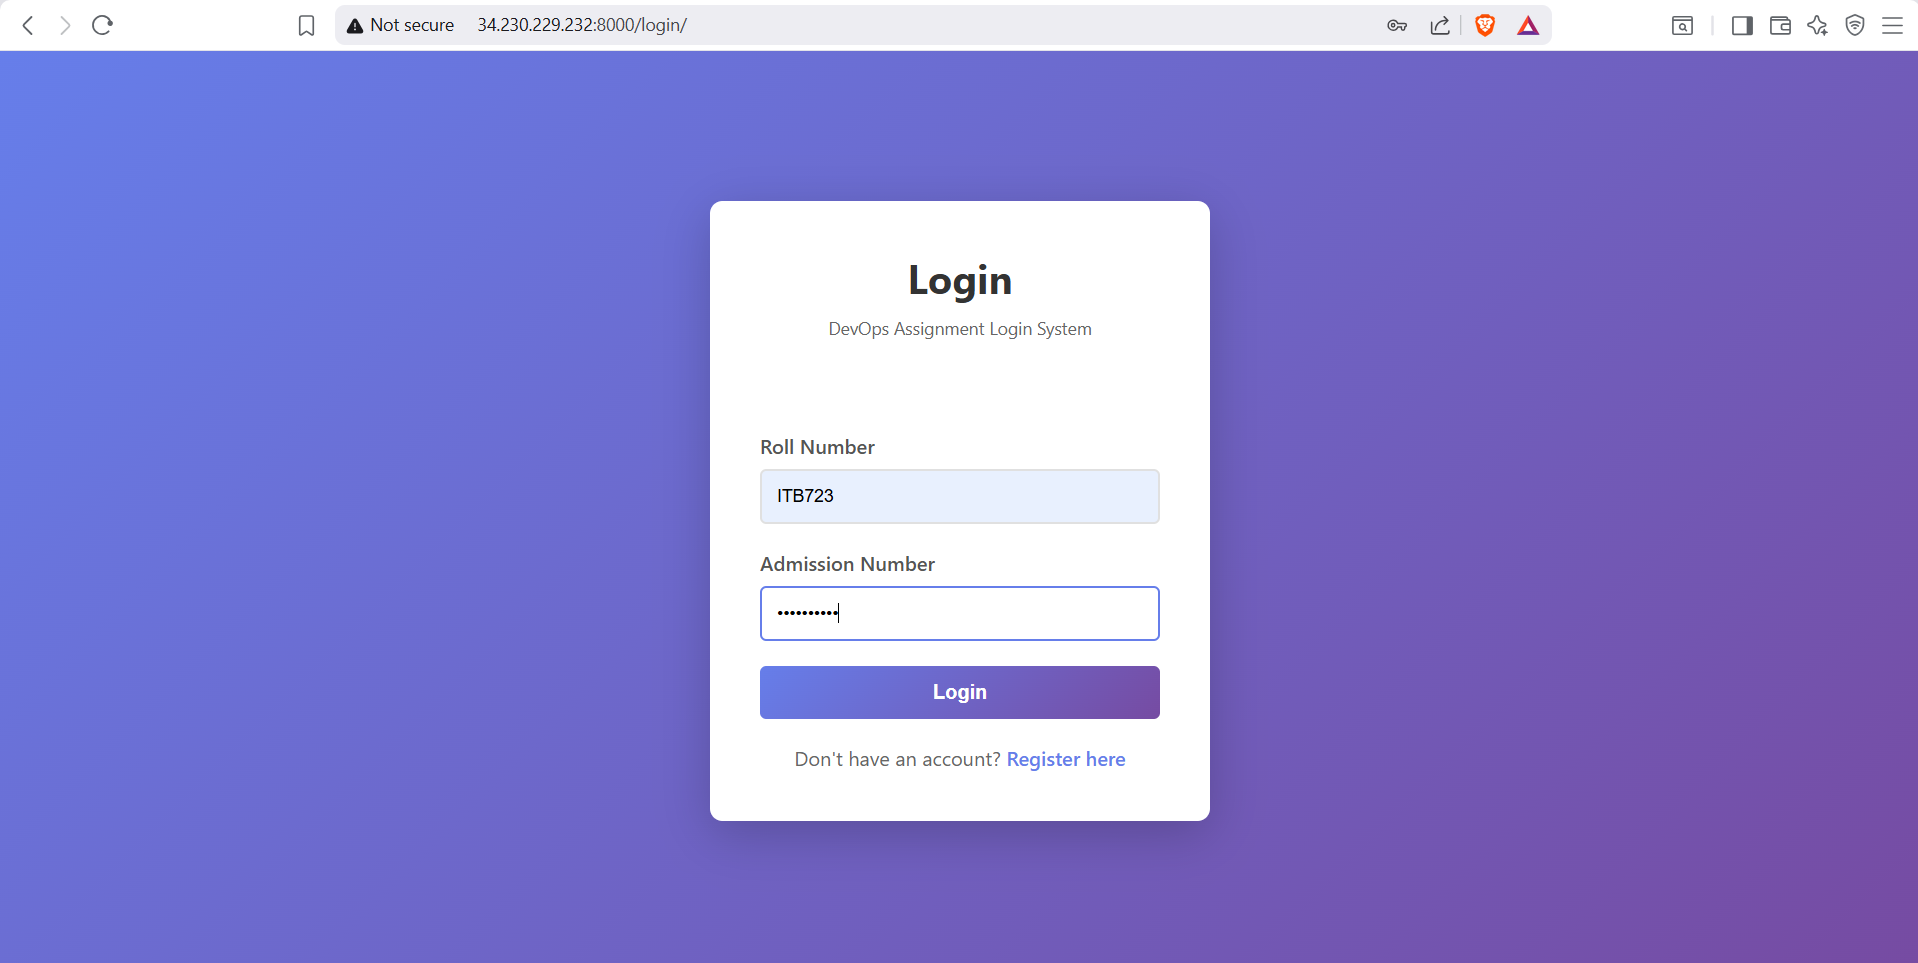 Not secure 34.230.229.232:8000/login/
Login
DevOps Assignment Login System
Roll Number
ITB723
Admission Number
••••••••••
Login
Don't have an account? Register here